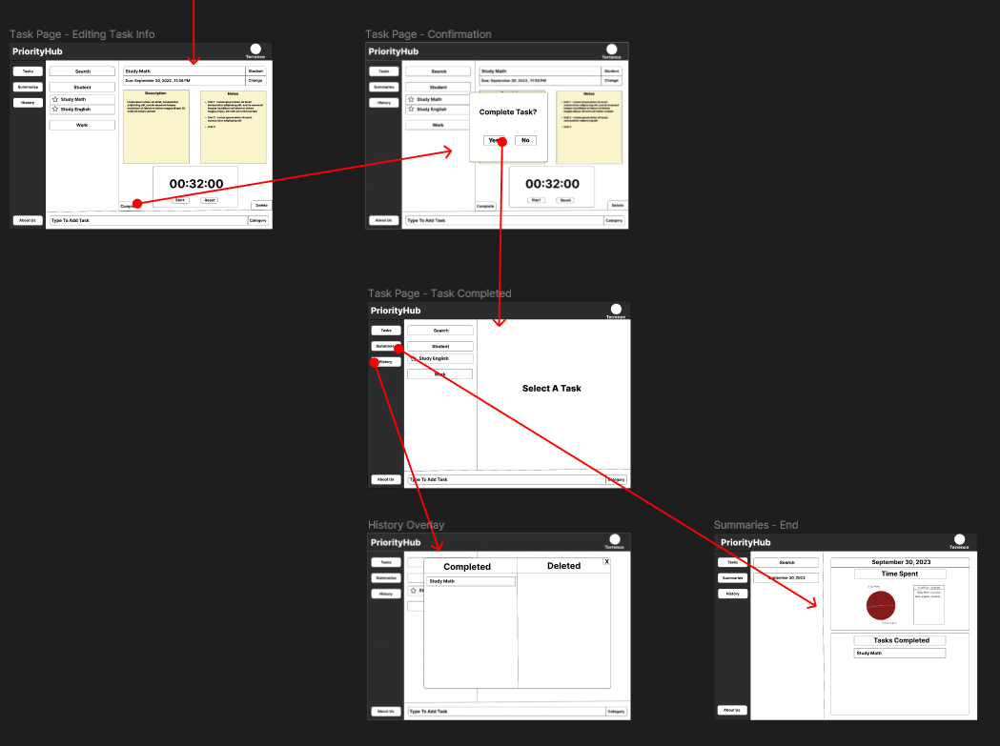 Task Page - Editing Task Info
PriorityHub
Terrence
Tasks
Summaries
History
About Us
Search
Student
Study Math
Study English
Work
Study Math
Student
Due: September 30, 2023 , 11:59 PM
Change
Description
Notes
00:32:00
Start
Reset
Delete
Type To Add Task
Category
Task Page - Confirmation
PriorityHub
Terrence
Tasks
Summaries
History
About Us
Search
Student
Study Math
Study English
Work
Study Math
Student
Due: September 30, 2023 , 11:59 PM
Change
Notes
Complete Task?
Yes
No
00:32:00
Start
Reset
Complete
Delete
Type To Add Task
Category
Task Page - Task Completed
PriorityHub
Terrence
Tasks
History
About Us
Search
Student
Study English
Work
Select A Task
Type To Add Task
Category
History Overlay
PriorityHub
Terrence
Tasks
Summaries
History
About Us
Completed
Deleted
X
Study Math
Type To Add Task
Category
Summaries - End
PriorityHub
Terrence
Tasks
Summaries
History
About Us
Search
September 30, 2023
September 30, 2023
Time Spent
Tasks Completed
Study Math